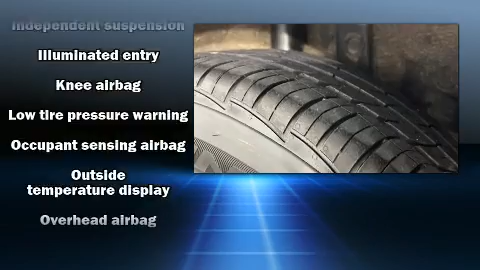 Independent suspension
Illuminated entry
Knee airbag
Low tire pressure warning
Occupant sensing airbag
Outside
temperature display
Overhead airbag